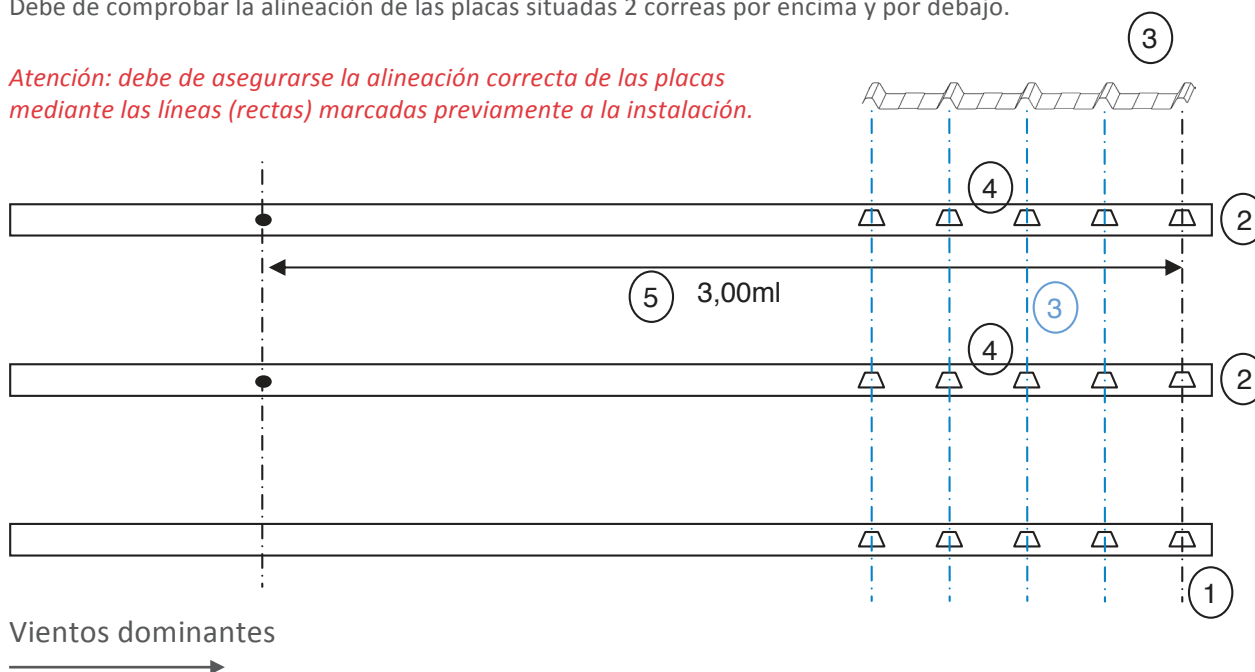 Debe de comprobar la alineación de las placas situadas 2 correas por encima y por debajo.
3
Atención: debe de asegurarse la alineación correcta de las placas
mediante las líneas (rectas) marcadas previamente a la instalación.
4
2
5 3,00ml
3
4
2
1
Vientos dominantes